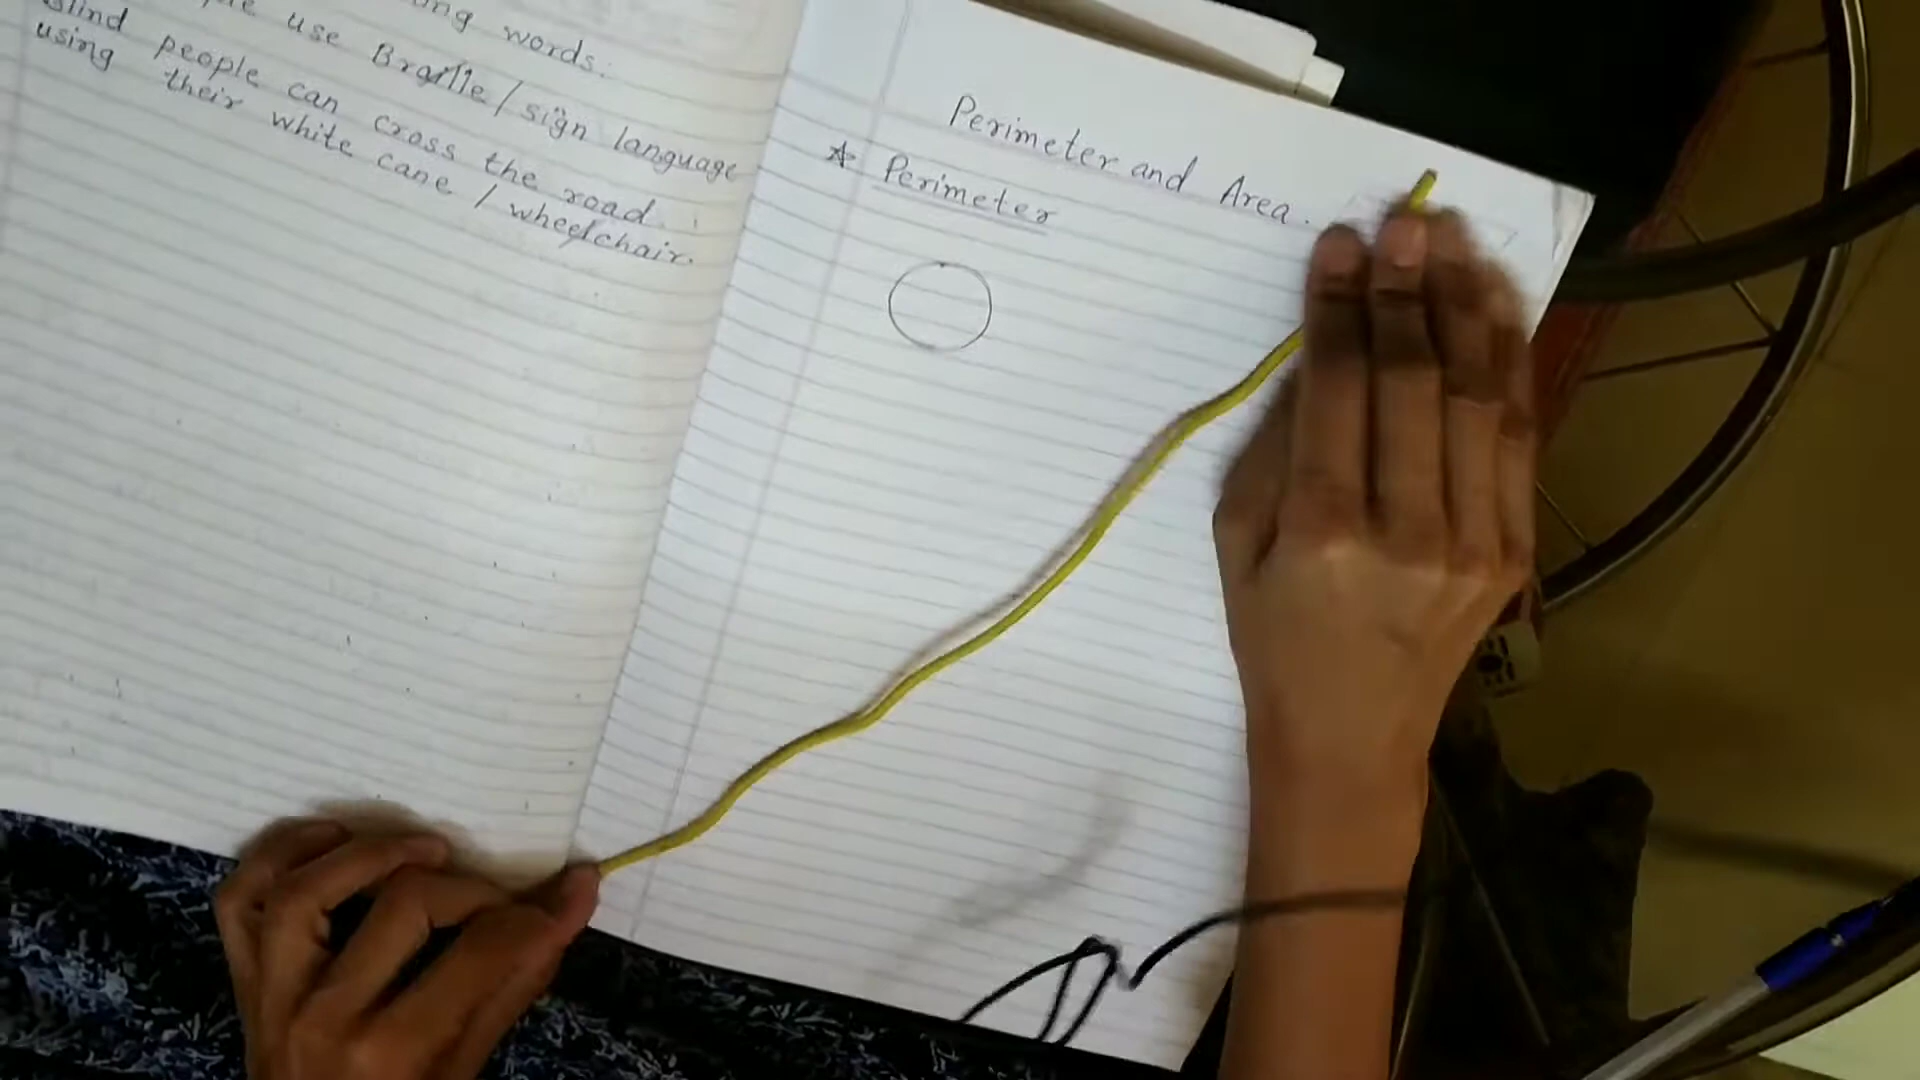 ing words.
use Braille / sign language
Blind people can cross the road
using their white cane / wheelchair.
Perimeter and Area.
☆ Perimeter